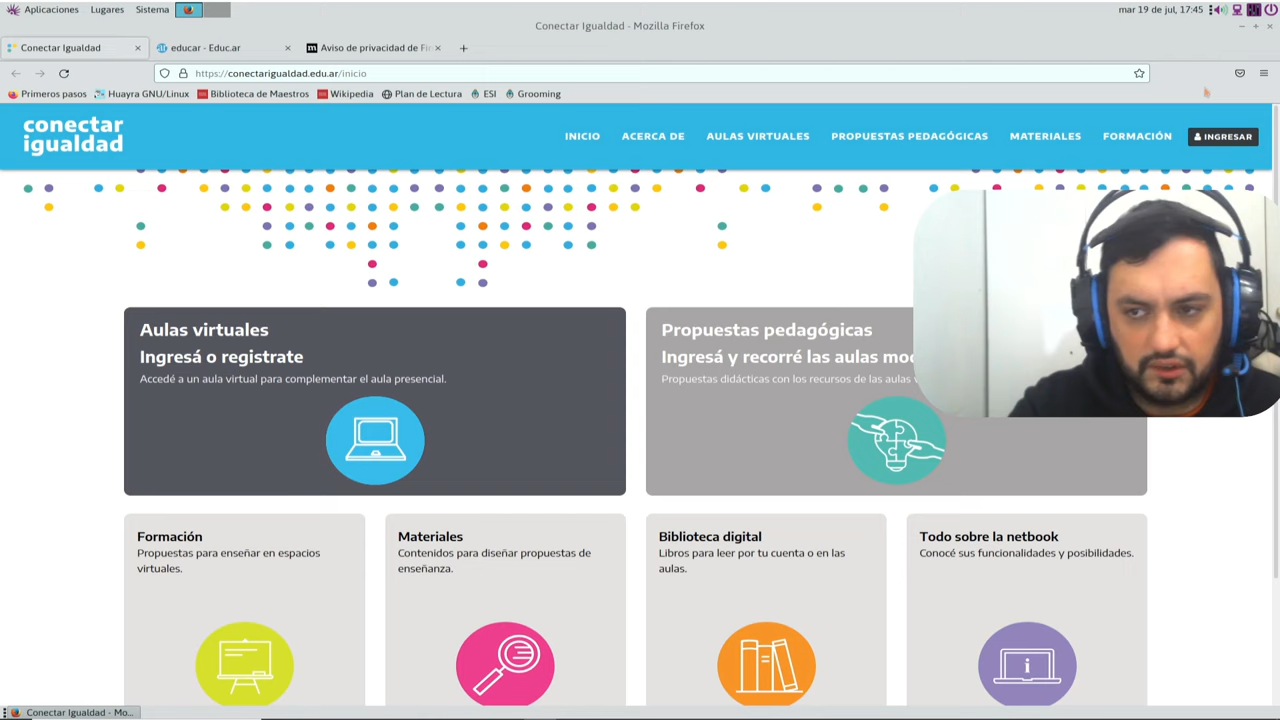 Aplicaciones Lugares Sistema mar 19 de jul, 17:45
Conectar Igualdad - Mozilla Firefox
Conectar Igualdad educar - Educ.ar Aviso de privacidad de Fir
https://conectarigualdad.edu.ar/inicio
Primeros pasos Huayra GNU/Linux Biblioteca de Maestros Wikipedia Plan de Lectura ESI Grooming
conectar
igualdad
INICIO ACERCA DE AULAS VIRTUALES PROPUESTAS PEDAGÓGICAS MATERIALES FORMACIÓN INGRESAR
Aulas virtuales
Ingresá o registrate
Accedé a un aula virtual para complementar el aula presencial.
Propuestas pedagógicas
Ingresá y recorré las aulas mo
Propuestas didácticas con los recursos de las aulas
Formación
Propuestas para enseñar en espacios
virtuales.
Materiales
Contenidos para diseñar propuestas de
enseñanza.
Biblioteca digital
Libros para leer por tu cuenta o en las
aulas.
Todo sobre la netbook
Conocé sus funcionalidades y posibilidades.
Conectar Igualdad - Mo...